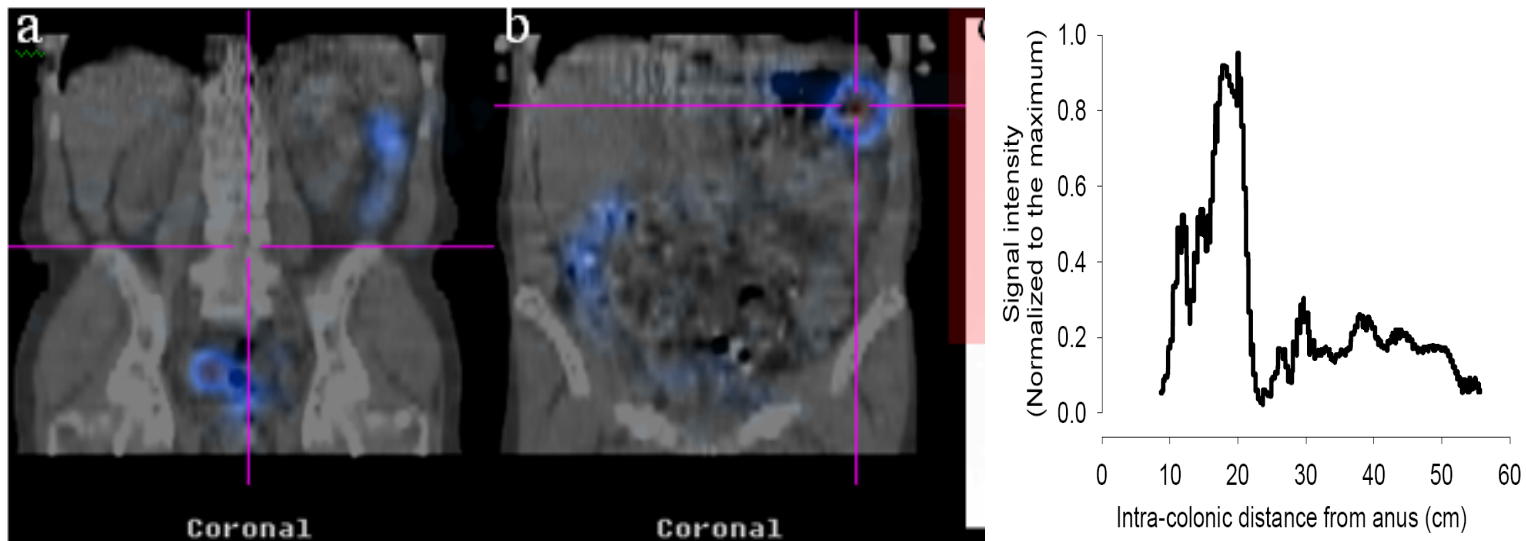 a
b
Coronal
Coronal
Signal intensity
(Normalized to the maximum)
1.0
0.8
0.6
0.4
0.2
0.0
0 10 20 30 40 50 60
Intra-colonic distance from anus (cm)